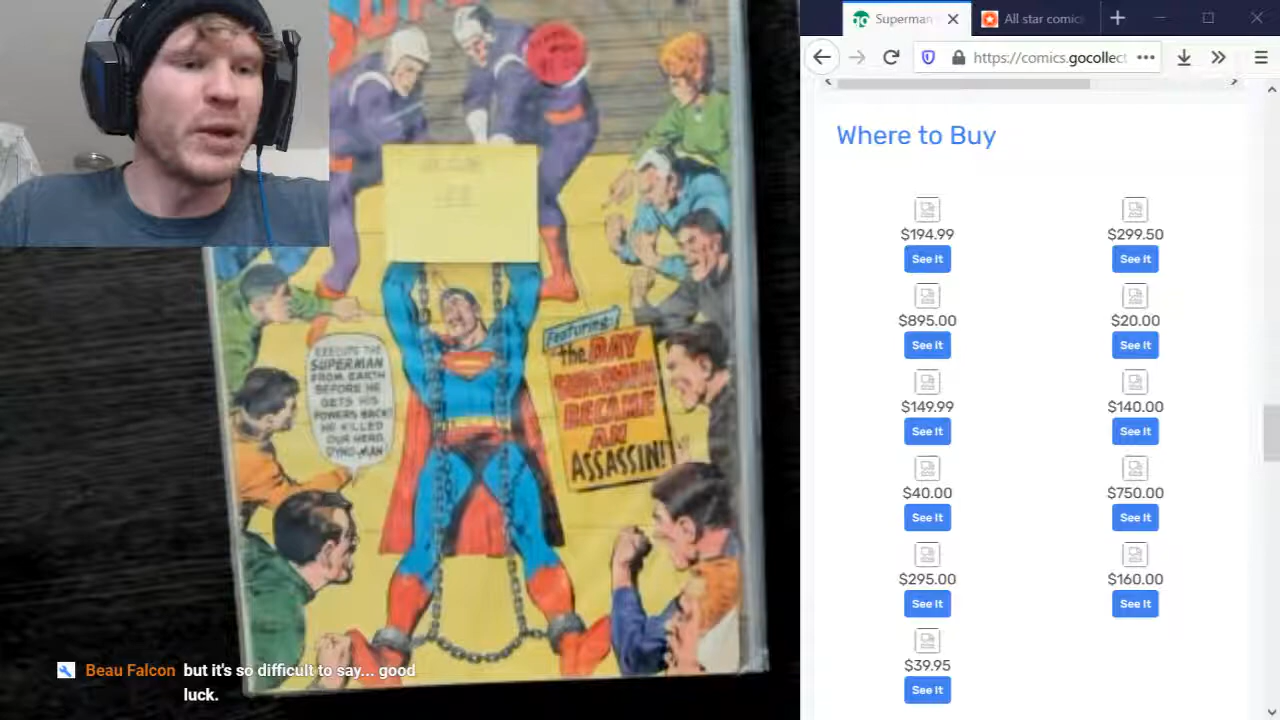 Superman
All star comic
https://comics.gocollect
Where to Buy
$194.99
$299.50
See It
See It
$895.00
$20.00
See It
See It
$149.99
$140.00
See It
See It
$40.00
$750.00
See It
See It
$295.00
$160.00
See It
See It
$39.95
See It
EXECUTE THE
SUPERMAN
FROM EARTH
BEFORE HE
GETS HIS
POWERS BACK!
HE KILLED
OUR HERO,
DYNO-MAN!
Featuring:
"the DAY
SUPERMAN
BECAME
AN
ASSASSIN!"
Beau Falcon but it's so difficult to say... good
luck.